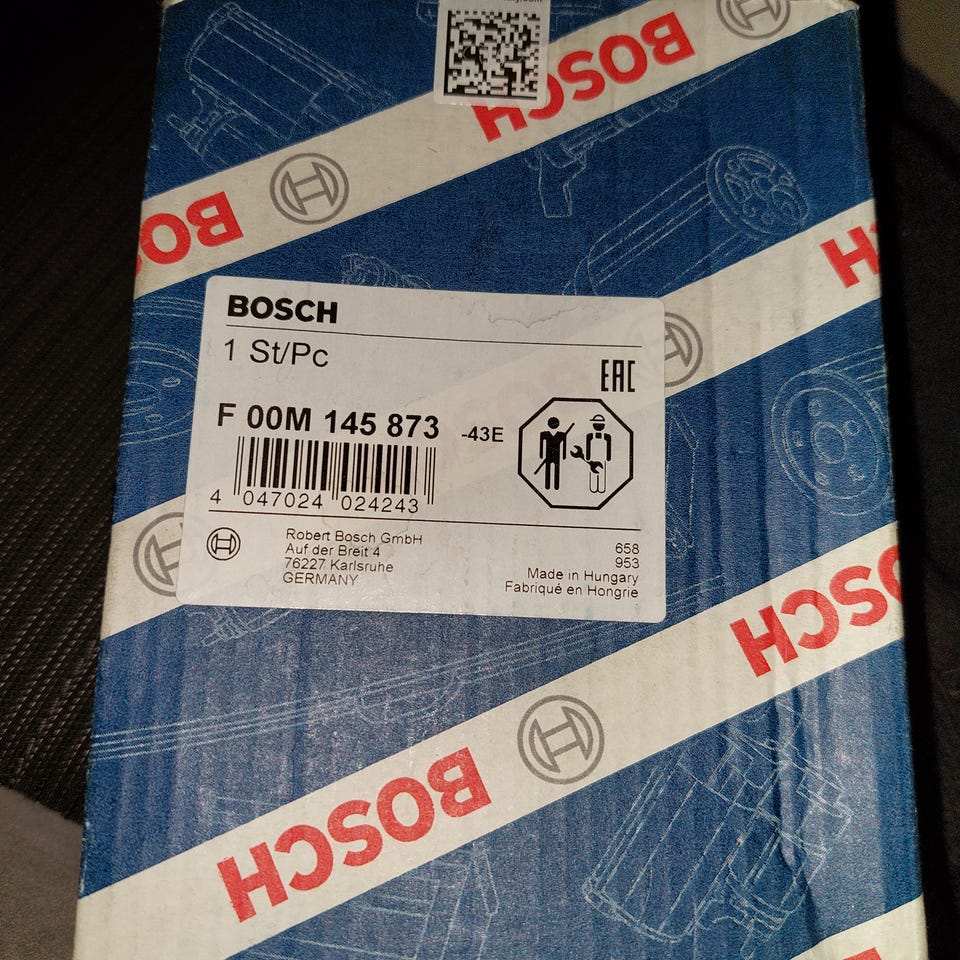 BOSCH
BOSCH
H
BOSCH
1 St/Pc
EAC
F 00M 145 873 -43E
4 047024 024243
Robert Bosch GmbH
Auf der Breit 4
76227 Karlsruhe
GERMANY
658
953
Made in Hungary
Fabriqué en Hongrie
BOSCH
BOSCH